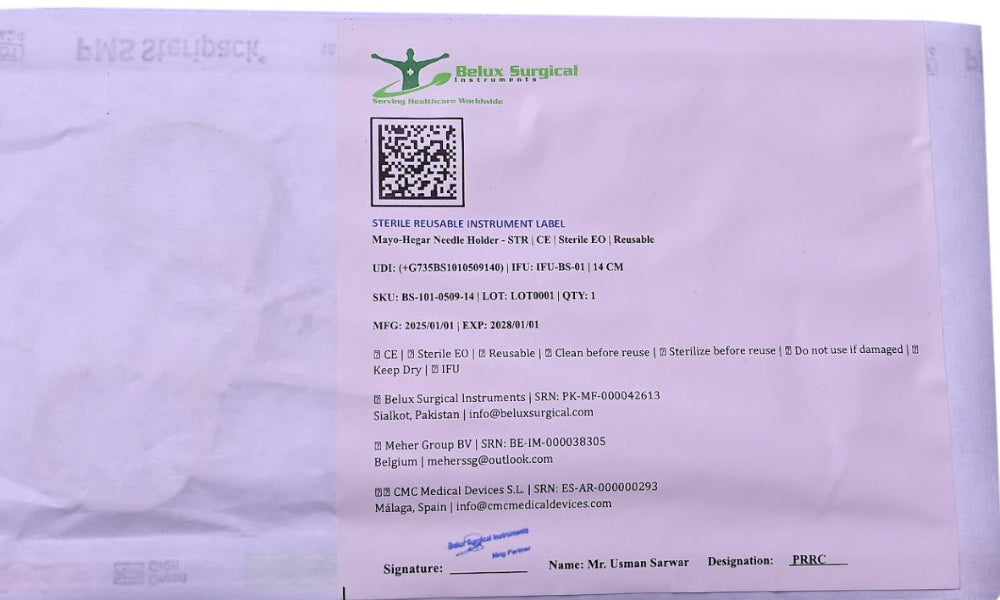 PMS Steripack
Belux Surgical
Instruments
Serving Healthcare Worldwide
STERILE REUSABLE INSTRUMENT LABEL
Mayo-Hegar Needle Holder - STR | CE | Sterile EO | Reusable
UDI: (+G735BS1010509140) | IFU: IFU-BS-01 | 14 CM
SKU: BS-101-0509-14 | LOT: LOT0001 | QTY: 1
MFG: 2025/01/01 | EXP: 2028/01/01
CE | Sterile EO | Reusable | Clean before reuse | Sterilize before reuse | Do not use if damaged |
Keep Dry | IFU
Belux Surgical Instruments | SRN: PK-MF-000042613
Sialkot, Pakistan | info@beluxsurgical.com
Meher Group BV | SRN: BE-IM-000038305
Belgium | meherssg@outlook.com
CMC Medical Devices S.L. | SRN: ES-AR-000000293
Málaga, Spain | info@cmcmedicaldevices.com
Belux Surgical Instruments
Mng Partner
Signature: Name: Mr. Usman Sarwar Designation: PRRC